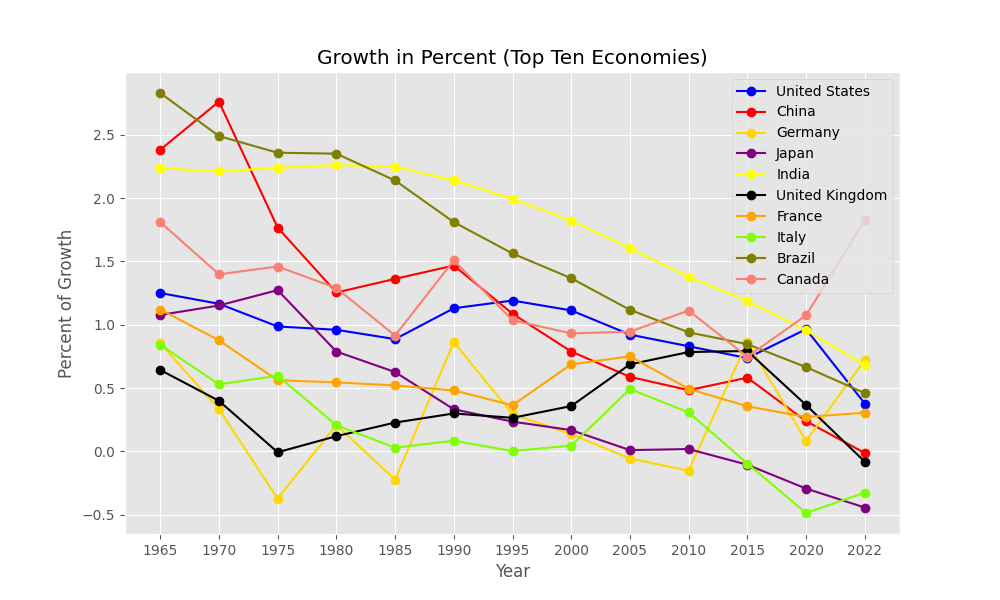 Growth in Percent (Top Ten Economies)
United States
China
Germany
Japan
India
United Kingdom
France
Italy
Brazil
Canada
Percent of Growth
2.5
2.0
1.5
1.0
0.5
0.0
−0.5
1965 1970 1975 1980 1985 1990 1995 2000 2005 2010 2015 2020 2022
Year